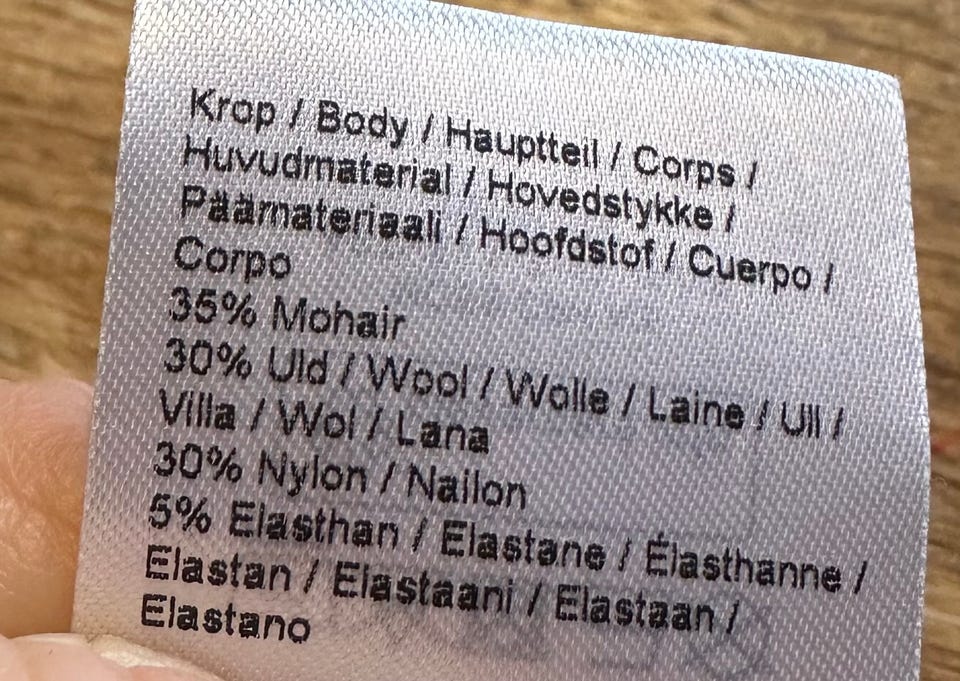 Krop / Body / Hauptteil / Corps /
Huvudmaterial / Hovedstykke /
Päämateriaali / Hoofdstof / Cuerpo /
Corpo
35% Mohair
30% Uld / Wool / Wolle / Laine / Ull /
Villa / Wol / Lana
30% Nylon / Nailon
5% Elasthan / Elastane / Élasthanne /
Elastan / Elastaani / Elastaan /
Elastano